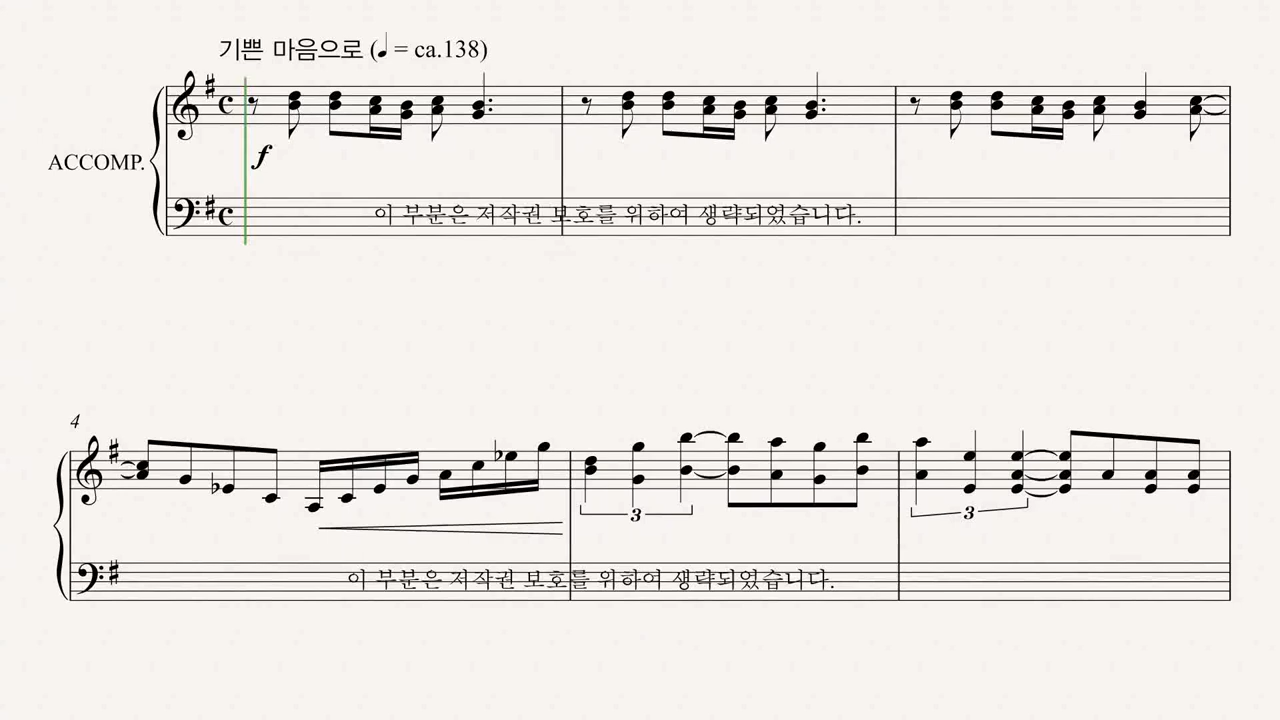 기쁜 마음으로 (♩ = ca.138)
f
ACCOMP.
이 부분은 저작권 보호를 위하여 생략되었습니다.
4
3
3
이 부분은 저작권 보호를 위하여 생략되었습니다.